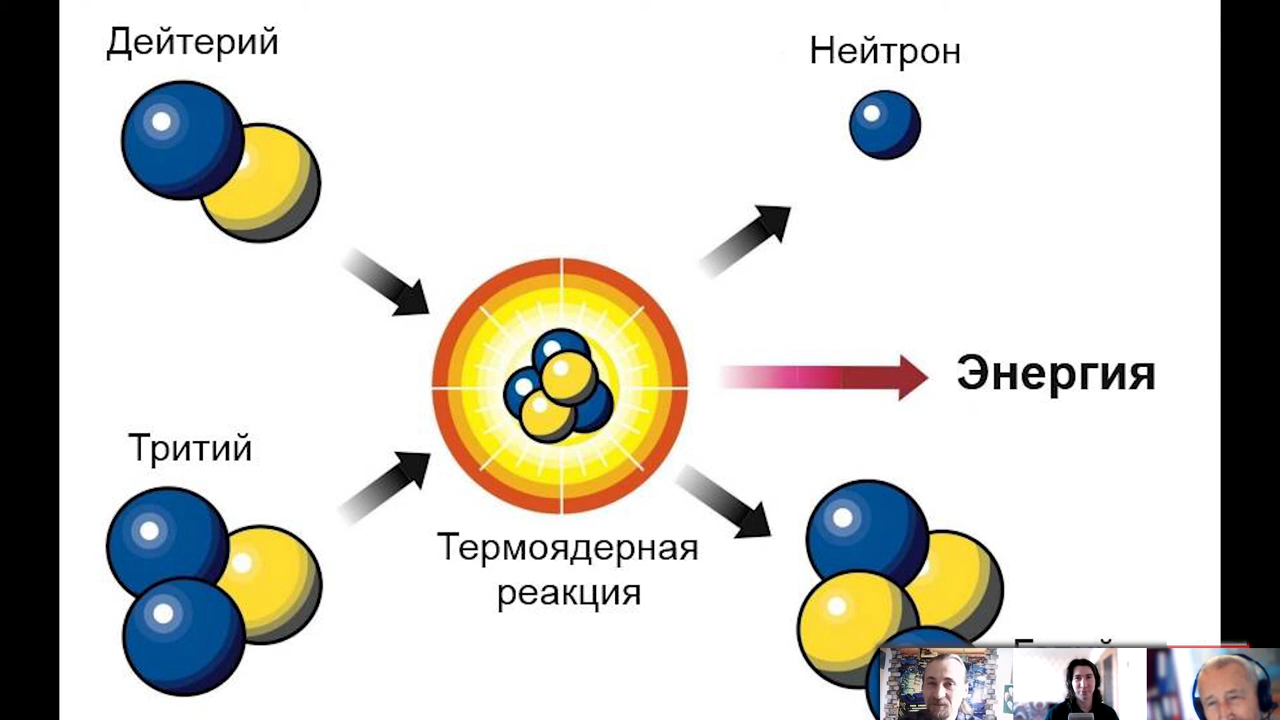 Дейтерий
Нейтрон
Энергия
Тритий
Термоядерная
реакция